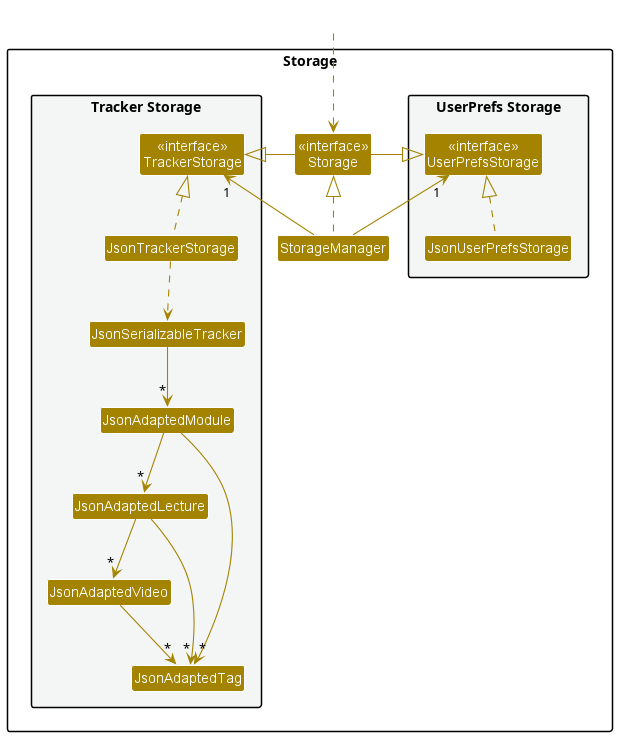 Storage
Tracker Storage
UserPrefs Storage
«interface»
TrackerStorage
«interface»
Storage
«interface»
UserPrefsStorage
1
1
JsonTrackerStorage
StorageManager
JsonUserPrefsStorage
JsonSerializableTracker
*
JsonAdaptedModule
*
JsonAdaptedLecture
*
JsonAdaptedVideo
*
*
*
JsonAdaptedTag